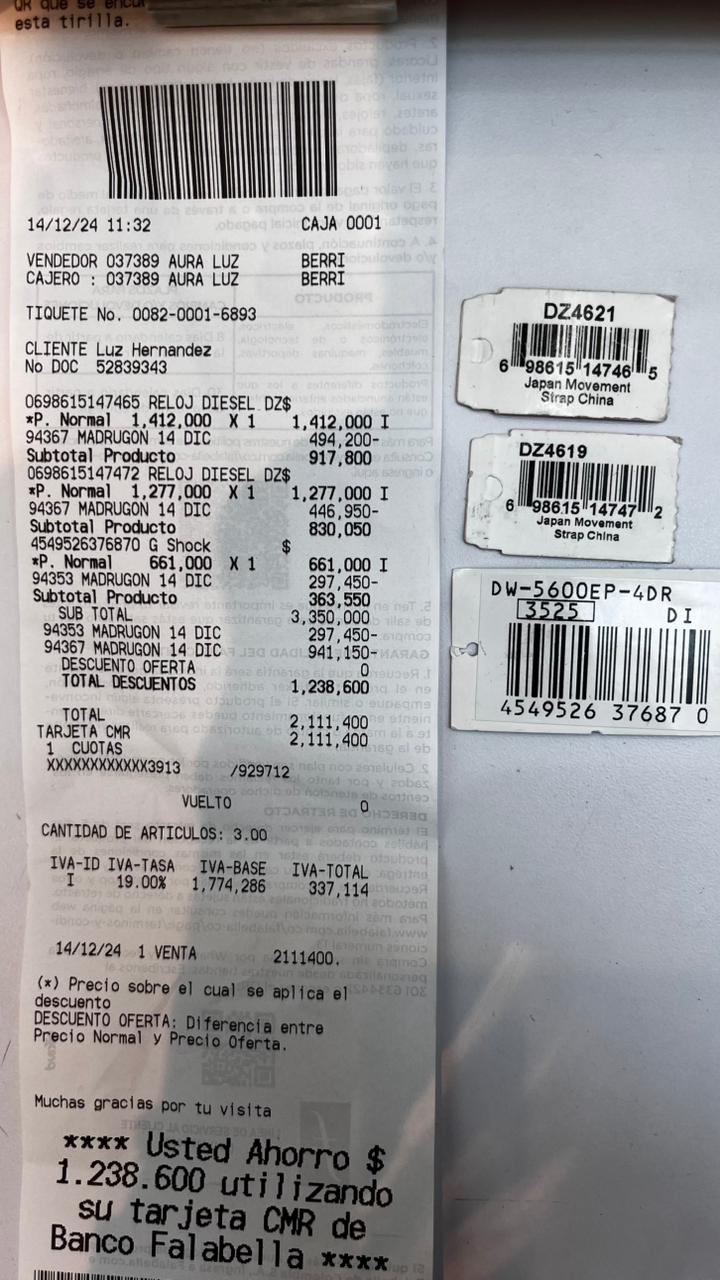 esta tirilla.
14/12/24 11:32 CAJA 0001
VENDEDOR 037389 AURA LUZ BERRI
CAJERO : 037389 AURA LUZ BERRI
TIQUETE No. 0082-0001-6893
CLIENTE Luz Hernandez
No DOC 52839343
0698615147465 RELOJ DIESEL DZ$
*P. Normal 1,412,000 X 1 1,412,000 I
94367 MADRUGON 14 DIC 494,200-
Subtotal Producto 917,800
0698615147472 RELOJ DIESEL DZ$
*P. Normal 1,277,000 X 1 1,277,000 I
94367 MADRUGON 14 DIC 446,950-
Subtotal Producto 830,050
4549526376870 G Shock $
*P. Normal 661,000 X 1 661,000 I
94353 MADRUGON 14 DIC 297,450-
Subtotal Producto 363,550
SUB TOTAL 3,350,000
94353 MADRUGON 14 DIC 297,450-
94367 MADRUGON 14 DIC 941,150-
DESCUENTO OFERTA 0
TOTAL DESCUENTOS 1,238,600
TOTAL 2,111,400
TARJETA CMR 2,111,400
1 CUOTAS
XXXXXXXXXXXX3913 /929712
VUELTO 0
CANTIDAD DE ARTICULOS: 3.00
IVA-ID IVA-TASA IVA-BASE IVA-TOTAL
I 19.00% 1,774,286 337,114
14/12/24 1 VENTA 2111400.
(*) Precio sobre el cual se aplica el
descuento
DESCUENTO OFERTA: Diferencia entre
Precio Normal y Precio Oferta.
Muchas gracias por tu visita
**** Usted Ahorro $
1.238.600 utilizando
su tarjeta CMR de
Banco Falabella ****
DZ4621
6 98615 14746 5
Japan Movement
Strap China
DZ4619
6 98615 14747 2
Japan Movement
Strap China
DW-5600EP-4DR
3525 DI
4549526 37687 0